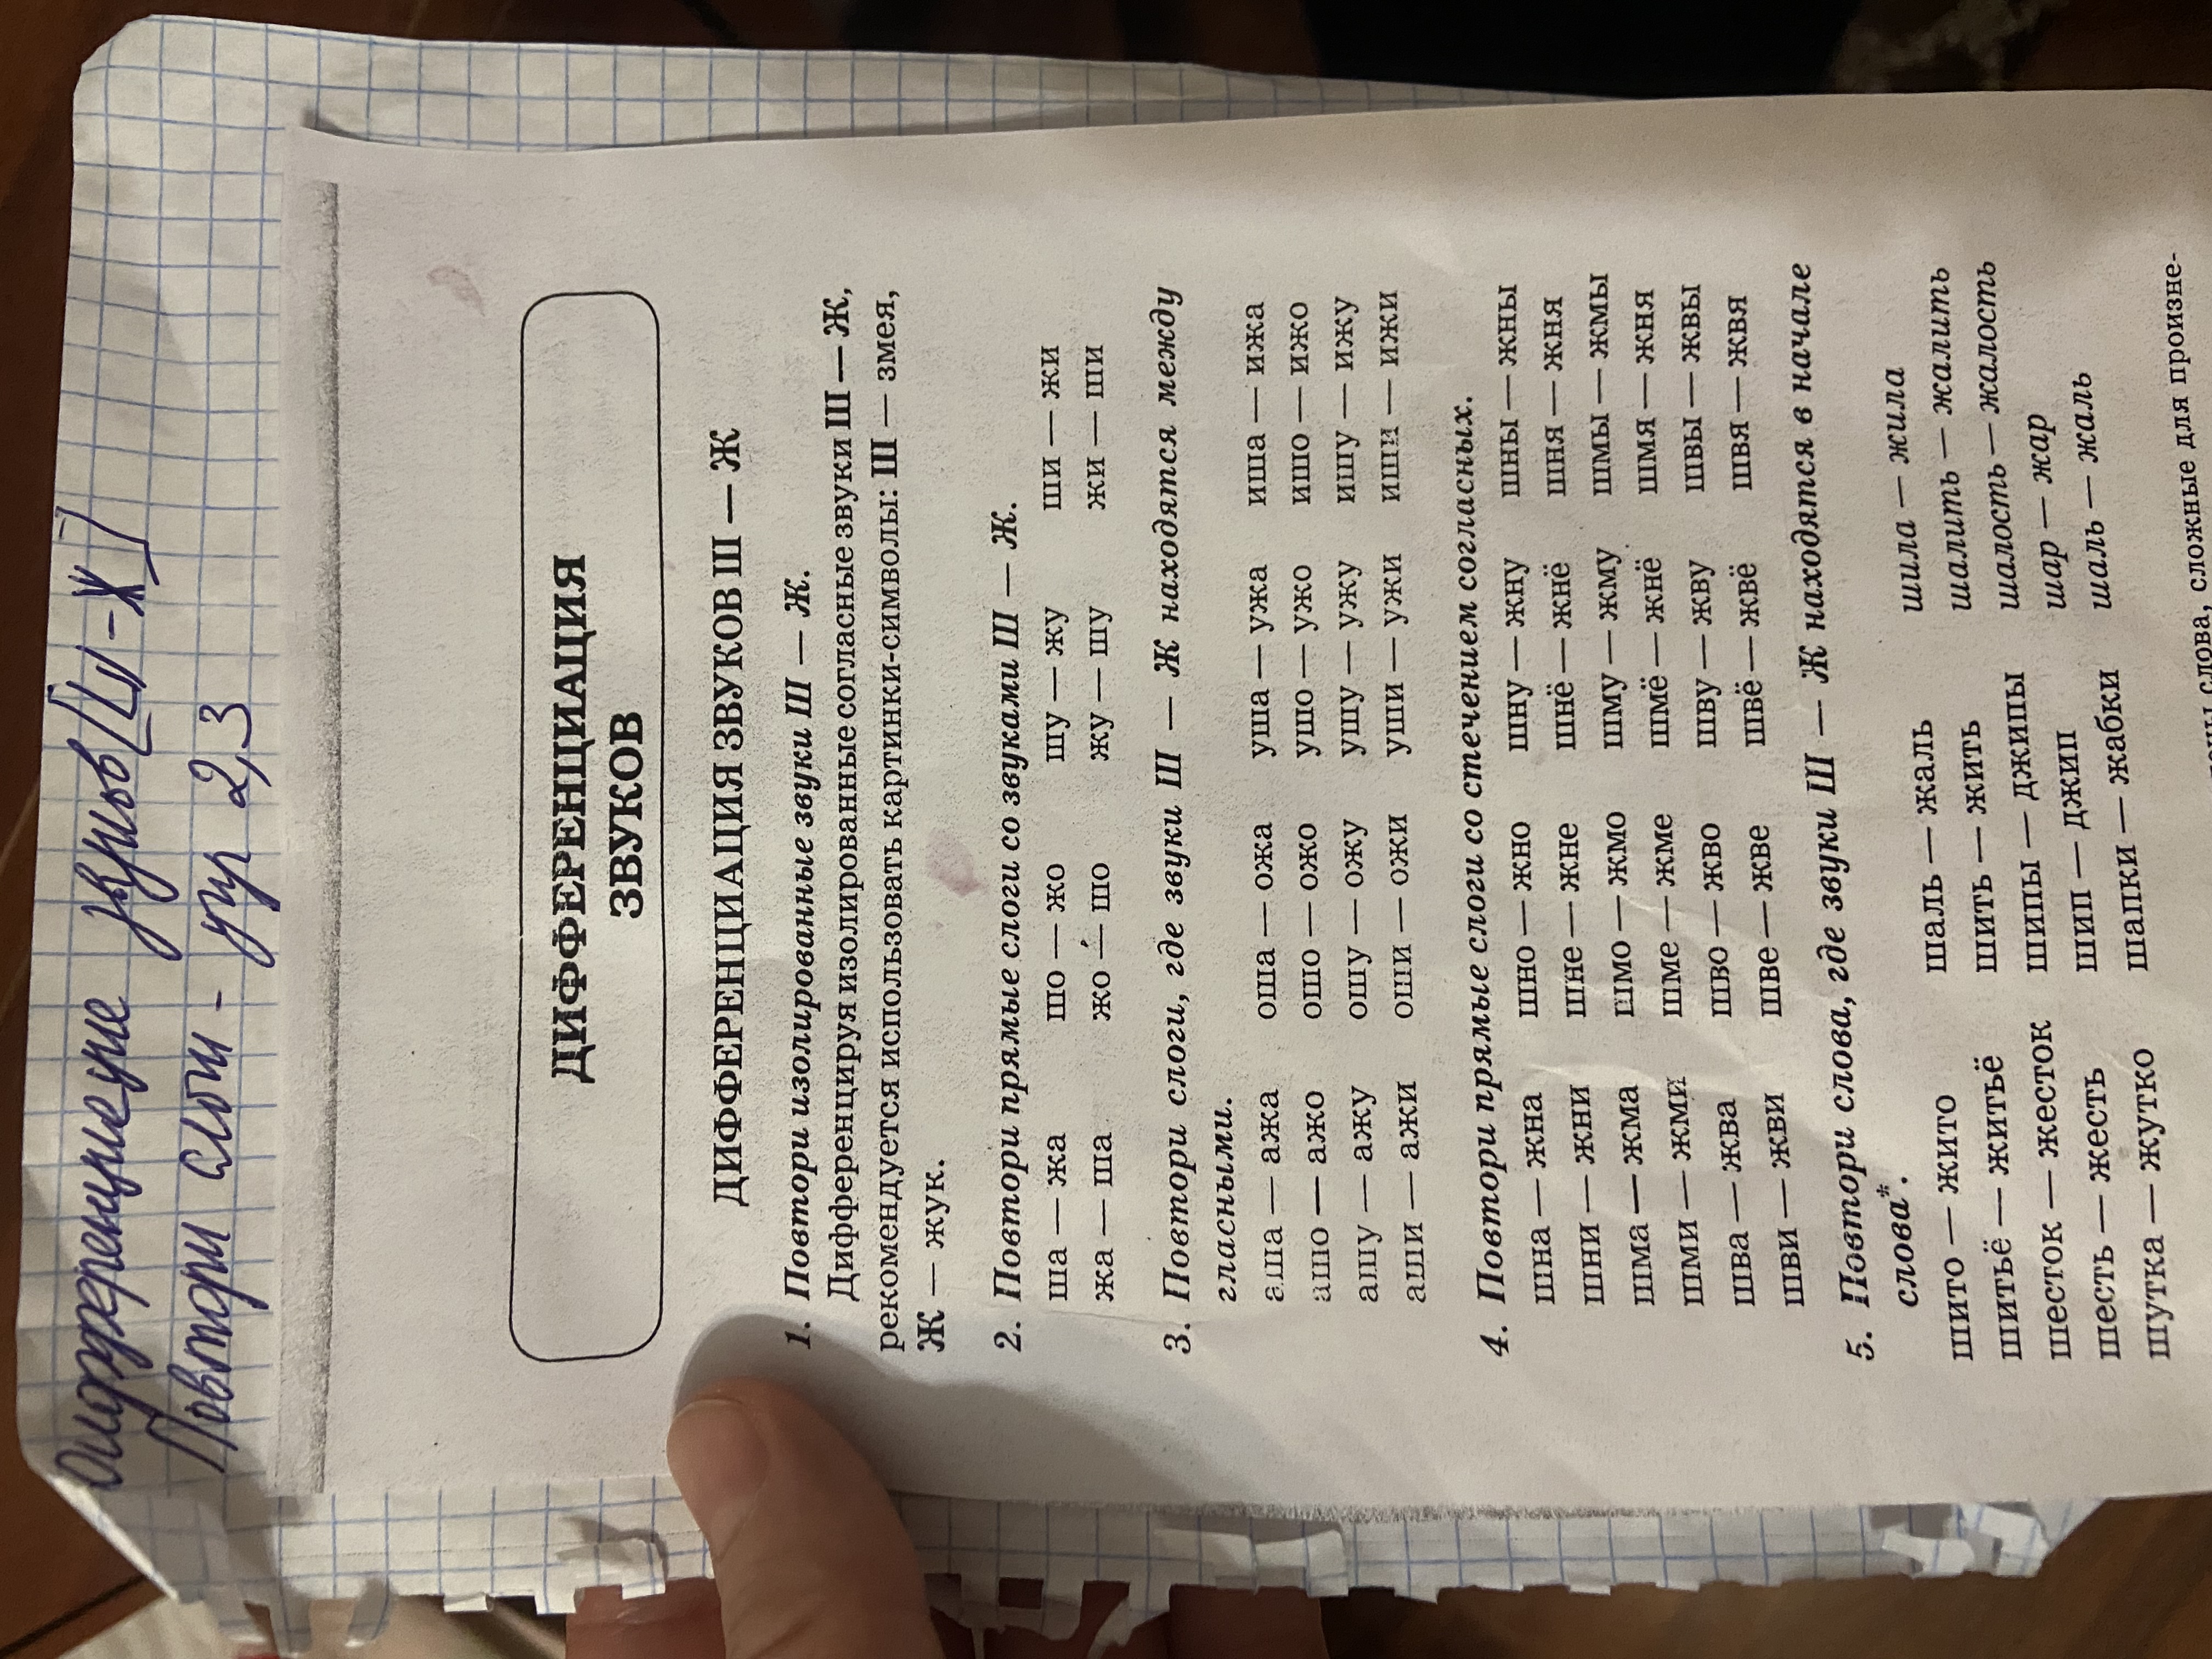 Дифференциация звуков [Ш-Ж]
Повтори слоги - упр 2,3
ДИФФЕРЕНЦИАЦИЯ
ЗВУКОВ
ДИФФЕРЕНЦИАЦИЯ ЗВУКОВ Ш — Ж
1. Повтори изолированные звуки Ш — Ж.
Дифференцируя изолированные согласные звуки Ш — Ж,
рекомендуется использовать картинки-символы: Ш — змея,
Ж — жук.
2. Повтори прямые слоги со звуками Ш — Ж.
ша — жа шо — жо шу — жу ши — жи
жа — ша жо — шо жу — шу жи — ши
3. Повтори слоги, где звуки Ш — Ж находятся между
гласными.
аша — ажа оша — ожа уша — ужа иша — ижа
ашо — ажо ошо — ожо ушо — ужо ишо — ижо
ашу — ажу ошу — ожу ушу — ужу ишу — ижу
аши — ажи оши — ожи уши — ужи иши — ижи
4. Повтори прямые слоги со стечением согласных.
шна — жна шно — жно шну — жну шны — жны
шни — жни шне — жне шнё — жнё шня — жня
шма — жма шмо — жмо шму — жму шмы — жмы
шми — жми шме — жме шмё — жнё шмя — жня
шва — жва шво — жво шву — жву швы — жвы
шви — жви шве — жве швё — жвё швя — жвя
5. Повтори слова, где звуки Ш — Ж находятся в начале
слова*.
шито — жито шаль — жаль шила — жила
шитьё — житьё шить — жить шалить — жалить
шесток — жесток шипы — джипы шалость — жалость
шесть — жесть шип — джип шар — жар
шутка — жутко шапки — жабки шаль — жаль
слова, сложные для произне-